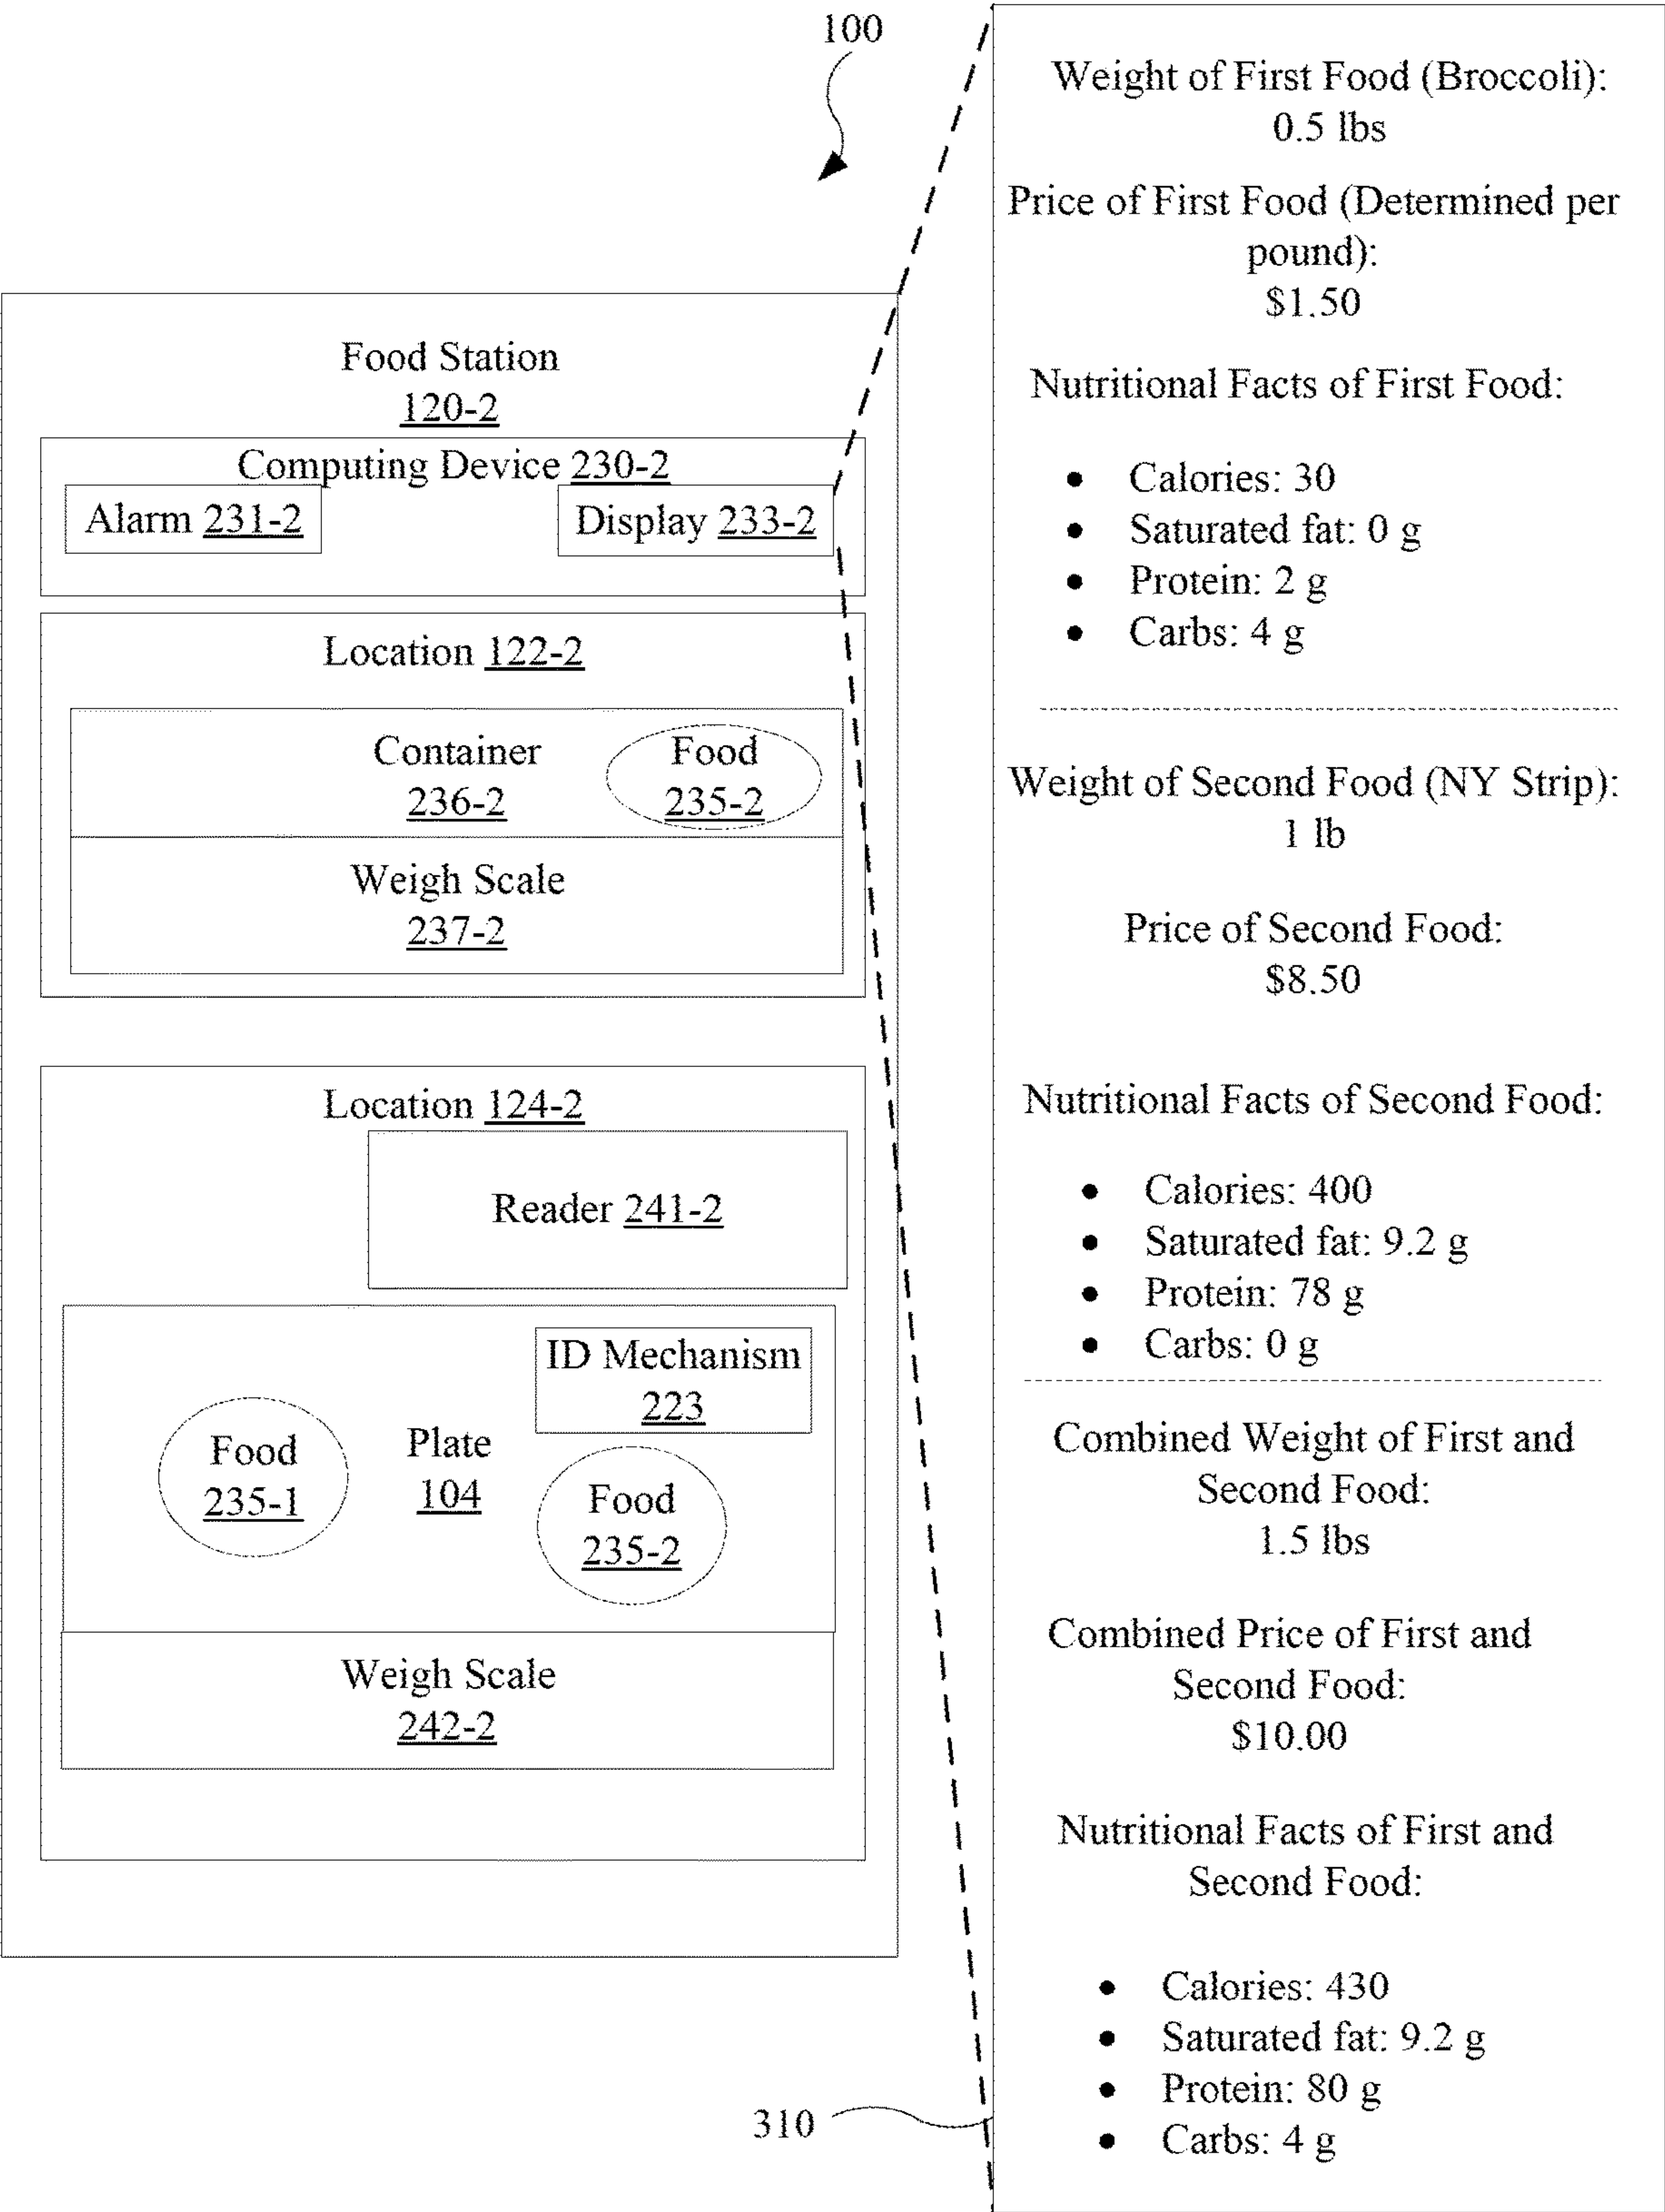 100
Food Station
120-2
Computing Device 230-2
Alarm 231-2
Display 233-2
Location 122-2
Container
236-2
Food
235-2
Weigh Scale
237-2
Location 124-2
Reader 241-2
ID Mechanism
223
Food
235-1
Plate
104
Food
235-2
Weigh Scale
242-2
310
Weight of First Food (Broccoli):
0.5 lbs
Price of First Food (Determined per
pound):
$1.50
Nutritional Facts of First Food:
• Calories: 30
• Saturated fat: 0 g
• Protein: 2 g
• Carbs: 4 g
Weight of Second Food (NY Strip):
1 lb
Price of Second Food:
$8.50
Nutritional Facts of Second Food:
• Calories: 400
• Saturated fat: 9.2 g
• Protein: 78 g
• Carbs: 0 g
Combined Weight of First and
Second Food:
1.5 lbs
Combined Price of First and
Second Food:
$10.00
Nutritional Facts of First and
Second Food:
• Calories: 430
• Saturated fat: 9.2 g
• Protein: 80 g
• Carbs: 4 g